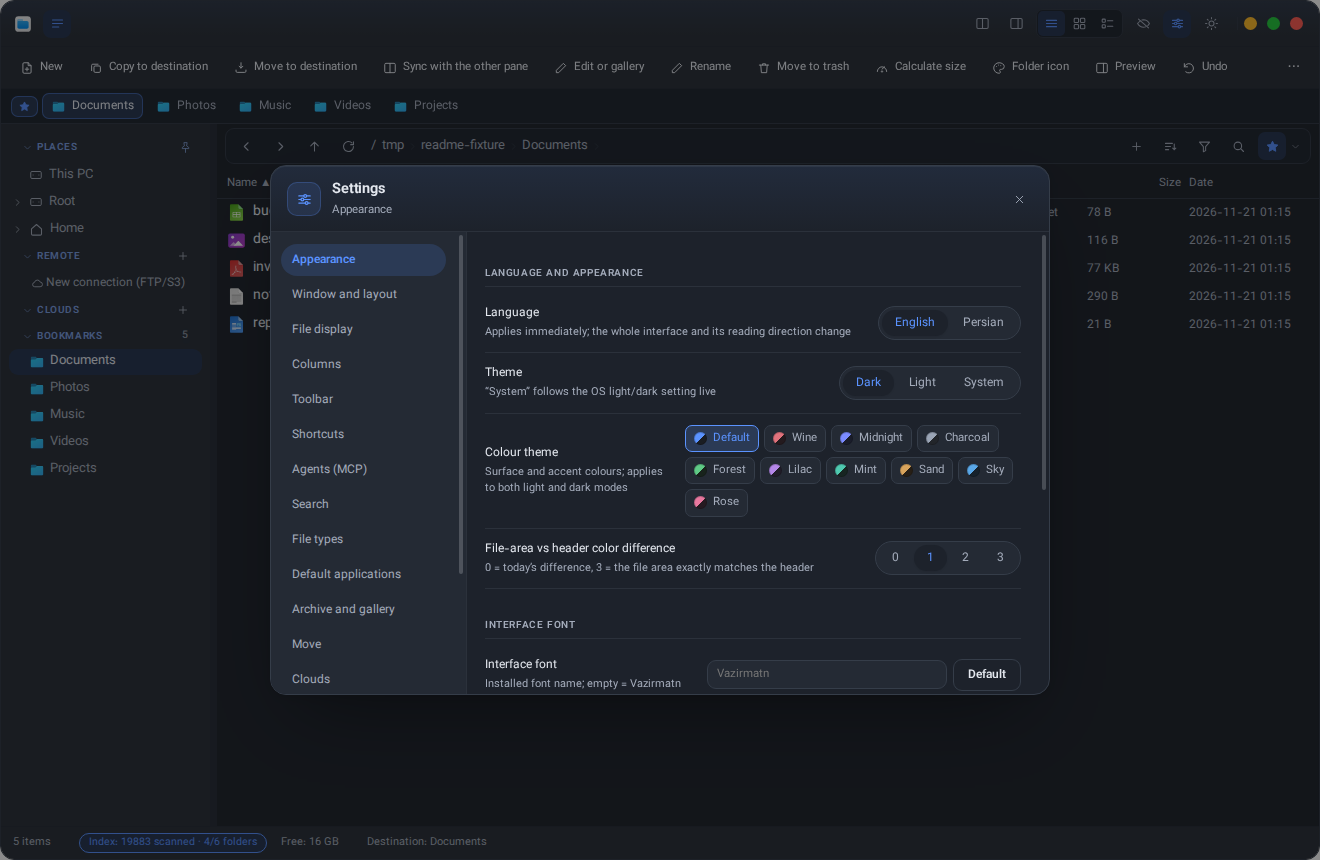 New Copy to destination Move to destination Sync with the other pane Edit or gallery Rename Move to trash Calculate size Folder icon Preview Undo
Documents Photos Music Videos Projects
PLACES
This PC
Root
Home
REMOTE
New connection (FTP/S3)
CLOUDS
BOOKMARKS 5
Documents
Photos
Music
Videos
Projects
/ tmp readme-fixture Documents
Name ▲ Size Date
78 B 2026-11-21 01:15
116 B 2026-11-21 01:15
77 KB 2026-11-21 01:15
290 B 2026-11-21 01:15
21 B 2026-11-21 01:15
Settings
Appearance
Appearance
Window and layout
File display
Columns
Toolbar
Shortcuts
Agents (MCP)
Search
File types
Default applications
Archive and gallery
Move
Clouds
LANGUAGE AND APPEARANCE
Language
Applies immediately; the whole interface and its reading direction change
English Persian
Theme
“System” follows the OS light/dark setting live
Dark Light System
Colour theme
Surface and accent colours; applies
to both light and dark modes
Default Wine Midnight Charcoal
Forest Lilac Mint Sand Sky
Rose
File-area vs header color difference
0 = today's difference, 3 = the file area exactly matches the header
0 1 2 3
INTERFACE FONT
Interface font
Installed font name; empty = Vazirmatn
Vazirmatn Default
5 items Index: 19883 scanned · 4/6 folders Free: 16 GB Destination: Documents